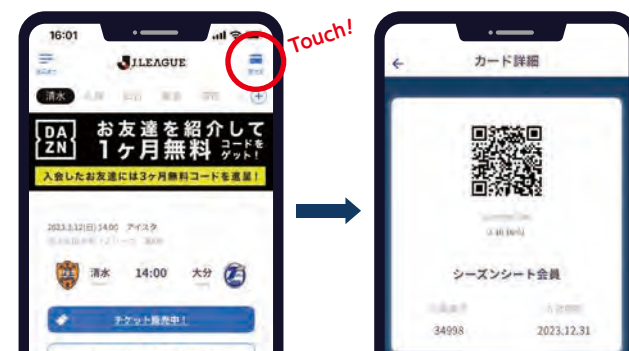 16:01
J.LEAGUE
Touch!
清水
DAZN
お友達を紹介して
1ヶ月無料
コードを
ゲット!
入会したお友達には3ヶ月無料コードを進呈!
2023.3.12(日) 14:00 アイスタ
清水
14:00
大分
チケット販売中!
カード詳細
シーズンシート会員
34998
2023.12.31